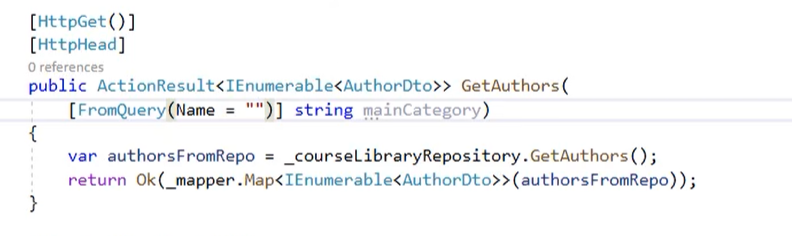 [HttpGet()]
[HttpHead]
0 references
public ActionResult<IEnumerable<AuthorDto>> GetAuthors(
[FromQuery(Name = "")] string mainCategory)
{
var authorsFromRepo = _courseLibraryRepository.GetAuthors();
return Ok(_mapper.Map<IEnumerable<AuthorDto>>(authorsFromRepo));
}